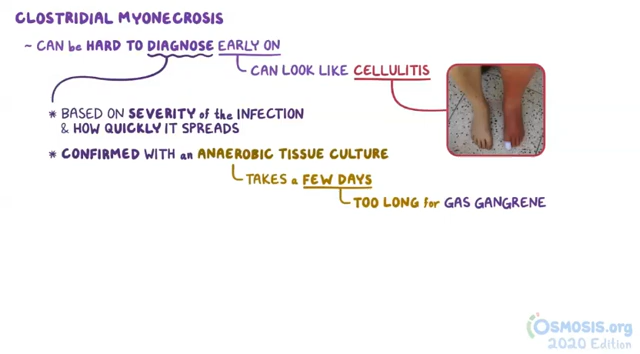 CLOSTRIDIAL MYONECROSIS
~ CAN be HARD TO DIAGNOSE EARLY ON
CAN LOOK LIKE CELLULITIS
* BASED ON SEVERITY of the INFECTION
& HOW QUICKLY IT SPREADS
* CONFIRMED WITH an ANAEROBIC TISSUE CULTURE
TAKES a FEW DAYS
TOO LONG for GAS GANGRENE
OSMOSIS.org
2020 Edition